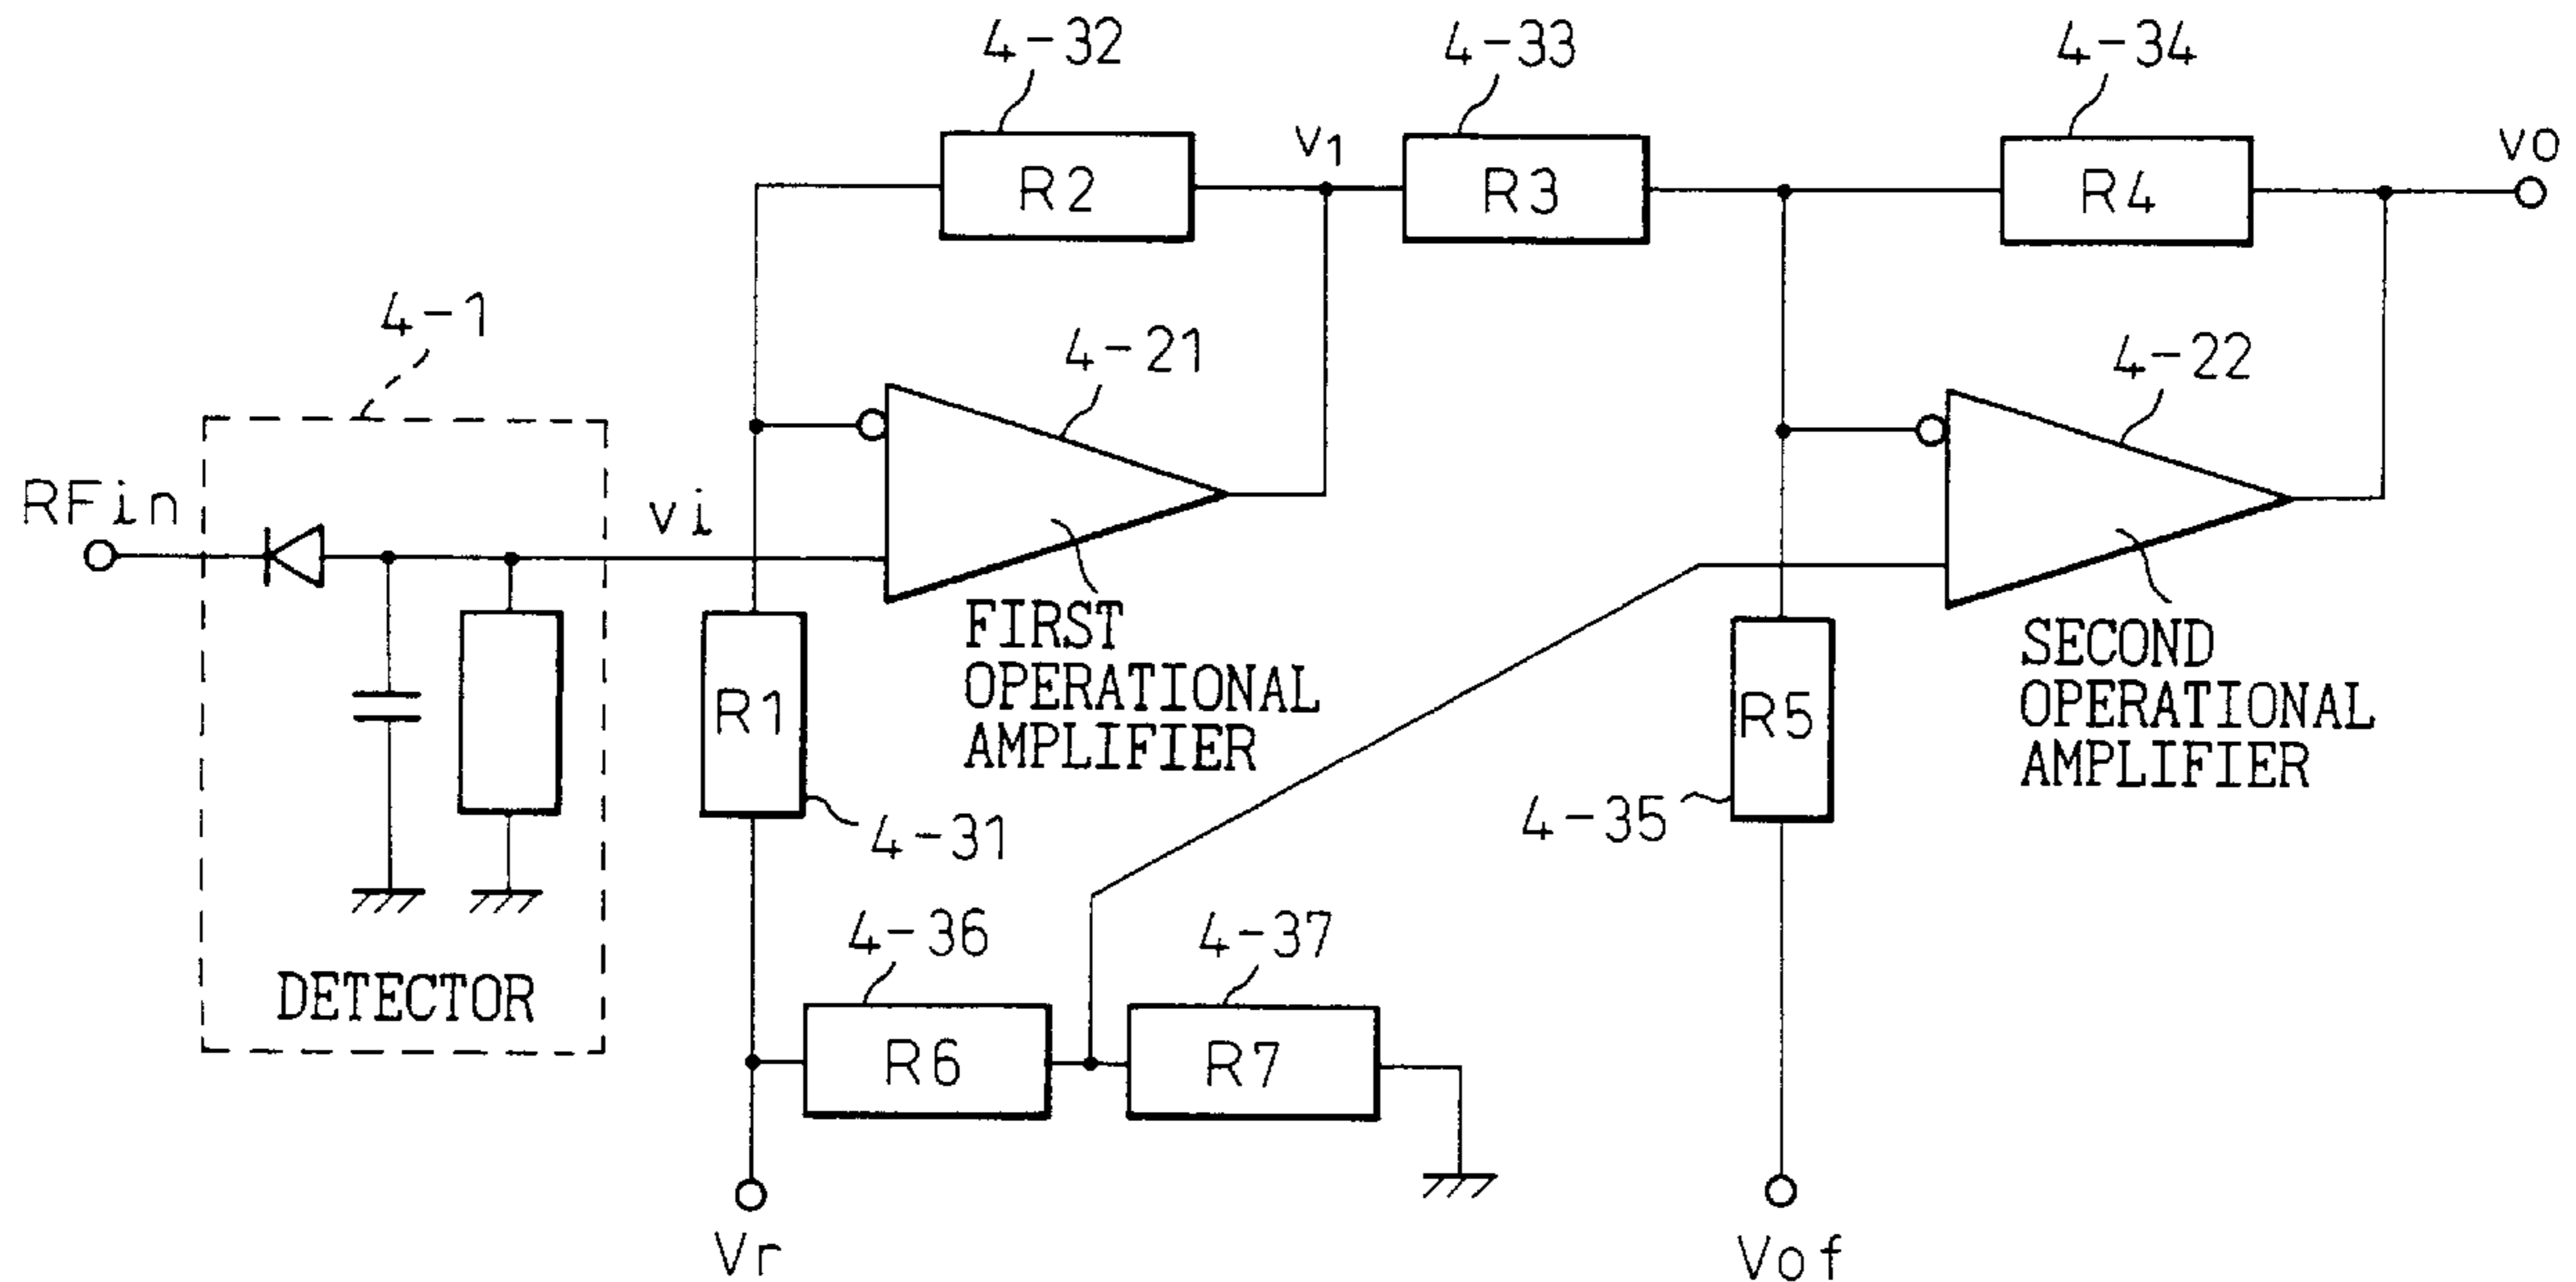 4-32
4-33
4-34
v1
vo
R2
R3
R4
4-1
4-21
4-22
RFin
vi
FIRST
OPERATIONAL
AMPLIFIER
SECOND
OPERATIONAL
AMPLIFIER
R1
R5
4-31
4-35
4-36
4-37
DETECTOR
R6
R7
Vr
Vof